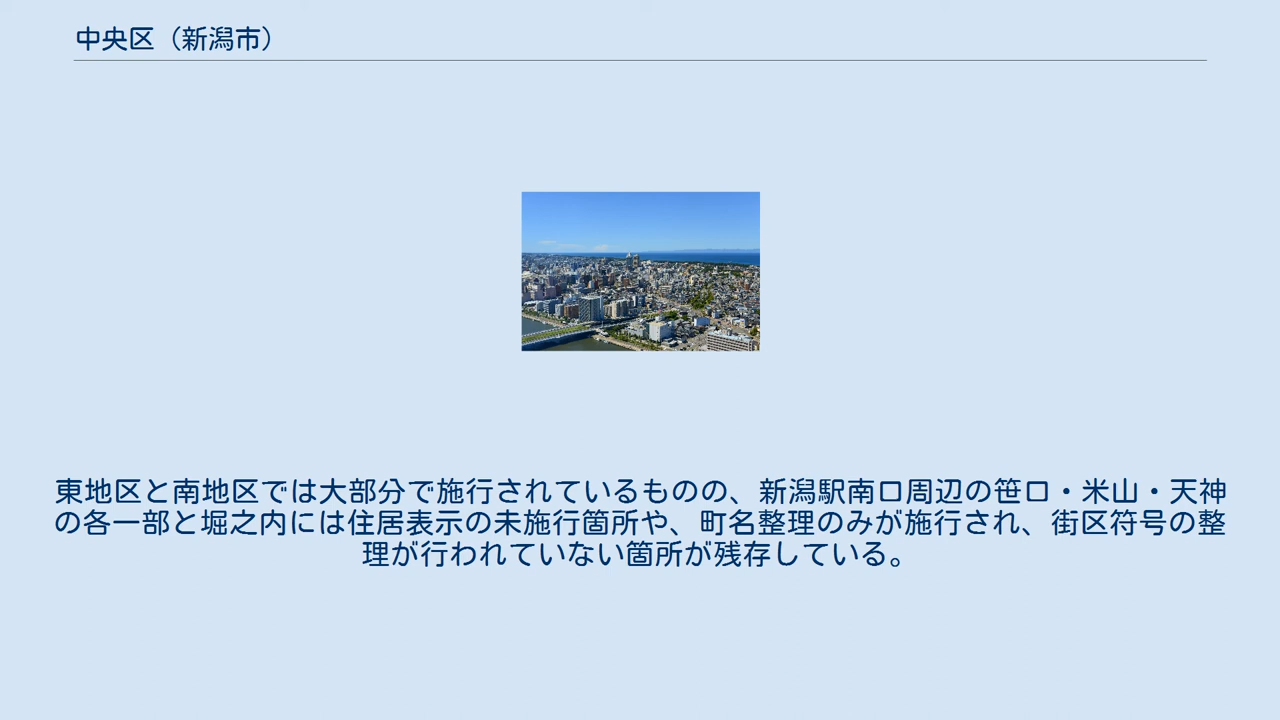 中央区（新潟市）
東地区と南地区では大部分で施行されているものの、新潟駅南口周辺の笹口・米山・天神
の各一部と堀之内には住居表示の未施行箇所や、町名整理のみが施行され、街区符号の整
理が行われていない箇所が残存している。